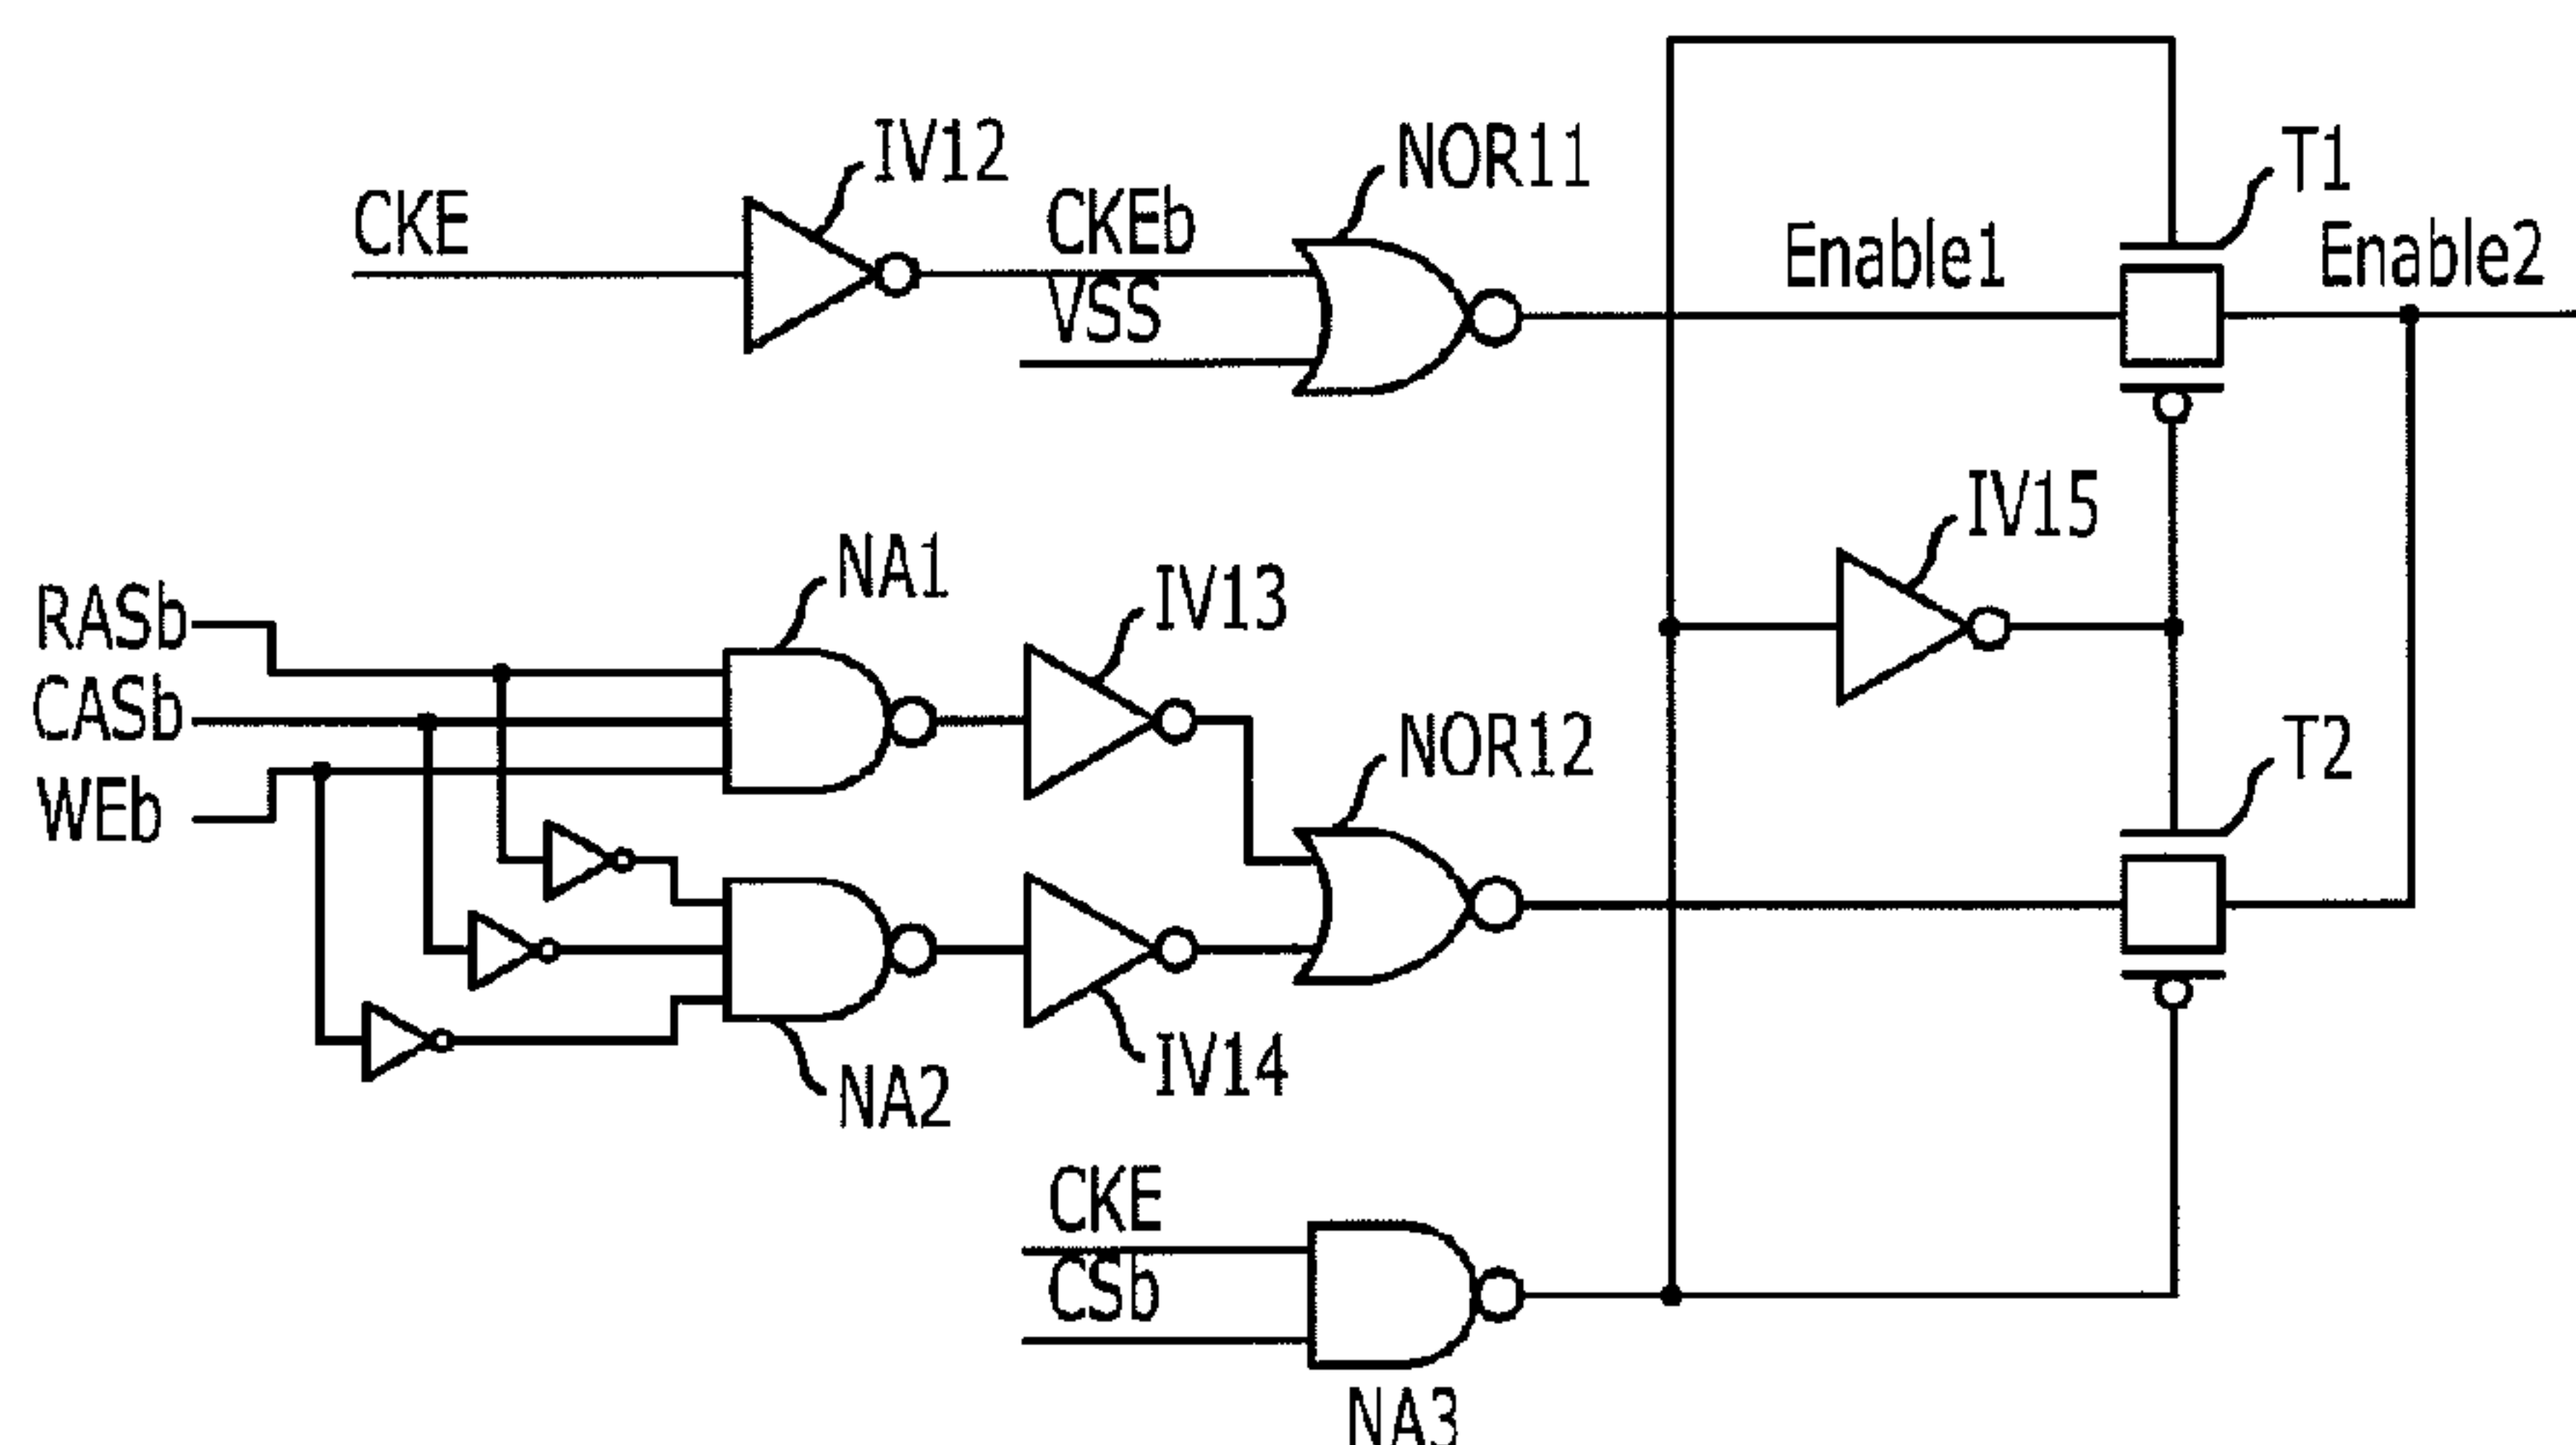 IV12
NOR11
T1
CKE
CKEb
VSS
Enable1
Enable2
IV15
NA1
IV13
RASb
CASb
WEb
NOR12
T2
NA2
IV14
CKE
CSb
NA3